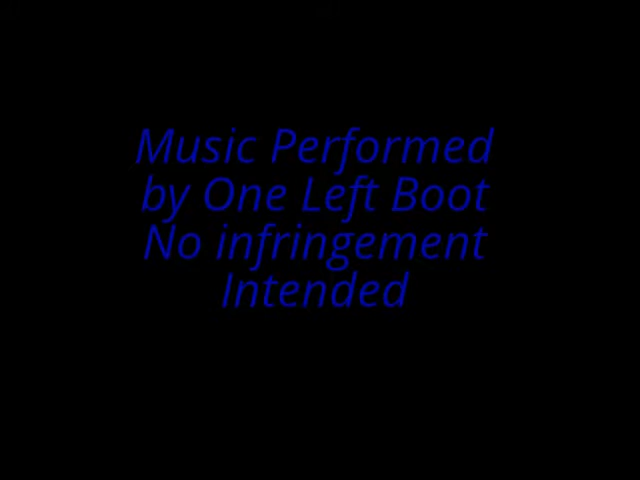 Music Performed
by One Left Boot
No infringement
Intended